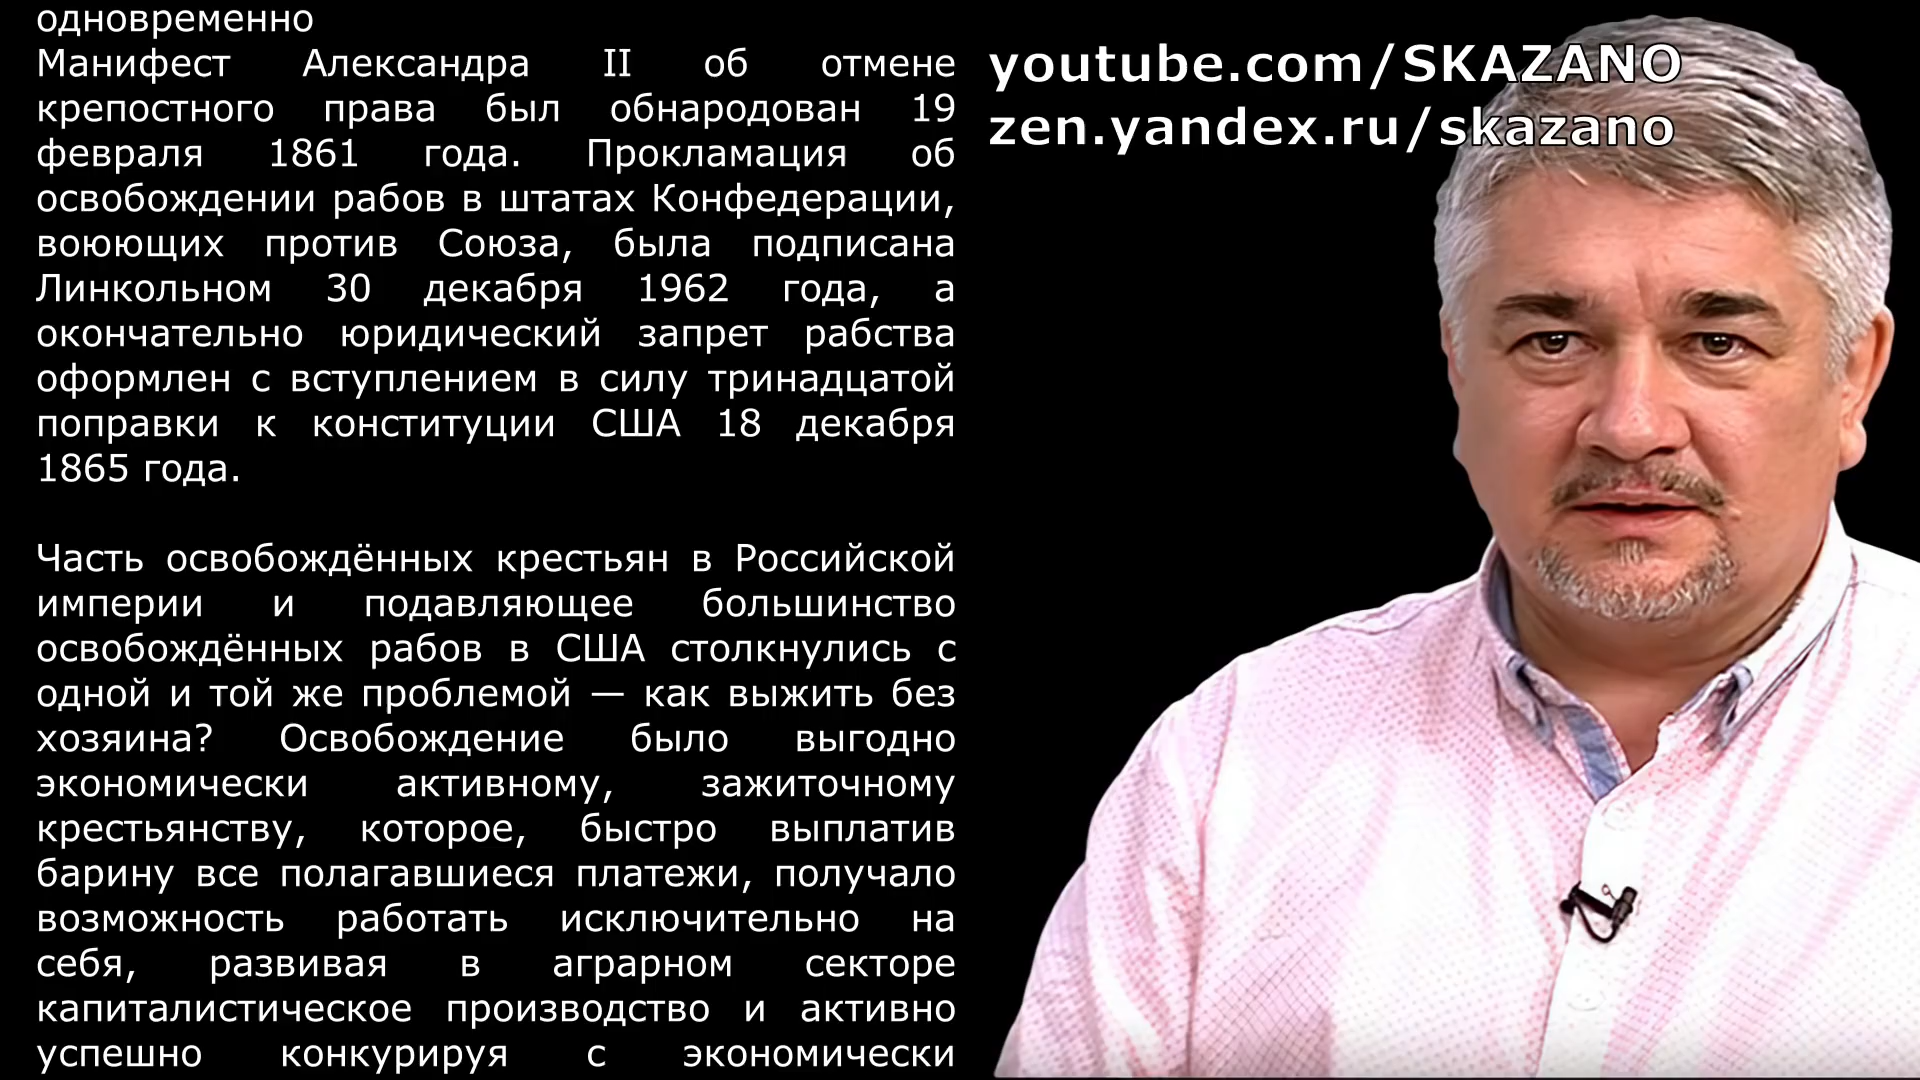 одновременно
Манифест Александра II об отмене
крепостного права был обнародован 19
февраля 1861 года. Прокламация об
освобождении рабов в штатах Конфедерации,
воюющих против Союза, была подписана
Линкольном 30 декабря 1962 года, а
окончательно юридический запрет рабства
оформлен с вступлением в силу тринадцатой
поправки к конституции США 18 декабря
1865 года.
Часть освобождённых крестьян в Российской
империи и подавляющее большинство
освобождённых рабов в США столкнулись с
одной и той же проблемой — как выжить без
хозяина? Освобождение было выгодно
экономически активному, зажиточному
крестьянству, которое, быстро выплатив
барину все полагавшиеся платежи, получало
возможность работать исключительно на
себя, развивая в аграрном секторе
капиталистическое производство и активно
успешно конкурируя с экономически
youtube.com/SKAZANO
zen.yandex.ru/skazano